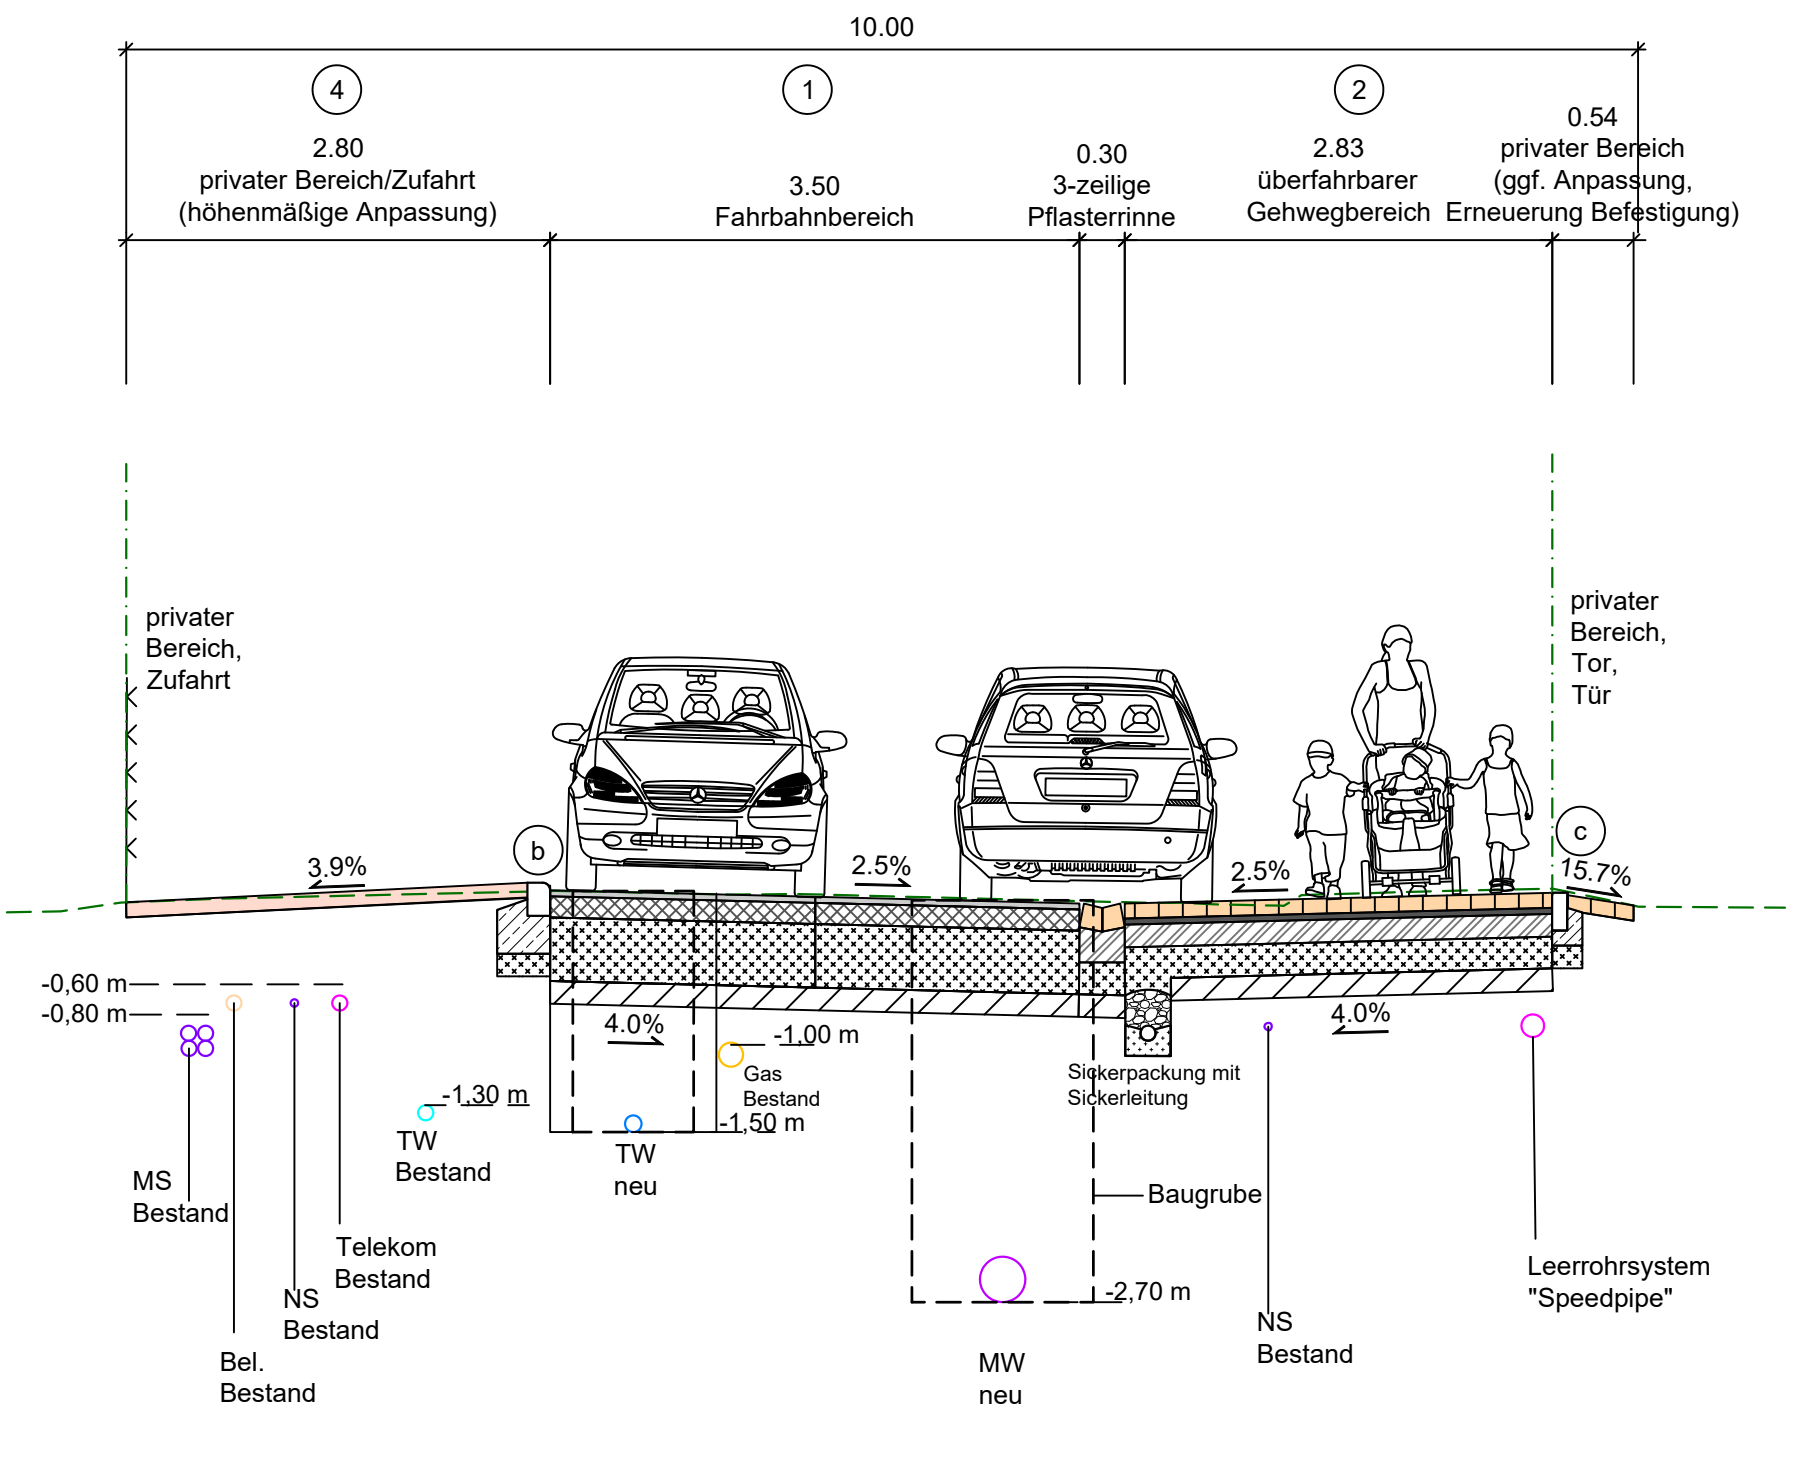 10.00
4
1
2
2.80
privater Bereich/Zufahrt
(höhenmäßige Anpassung)
3.50
Fahrbahnbereich
0.30
3-zeilige
Pflasterrinne
2.83
überfahrbarer
Gehwegbereich
0.54
privater Bereich
(ggf. Anpassung,
Erneuerung Befestigung)
privater
Bereich,
Zufahrt
privater
Bereich,
Tor,
Tür
b
c
3.9%
2.5%
2.5%
15.7%
-0,60 m
-0,80 m
4.0%
4.0%
-1,00 m
Gas
Bestand
-1,30 m
-1,50 m
TW
Bestand
TW
neu
Sickerpackung mit
Sickerleitung
MS
Bestand
Baugrube
Telekom
Bestand
NS
Bestand
Bel.
Bestand
-2,70 m
MW
neu
NS
Bestand
Leerrohrsystem
"Speedpipe"